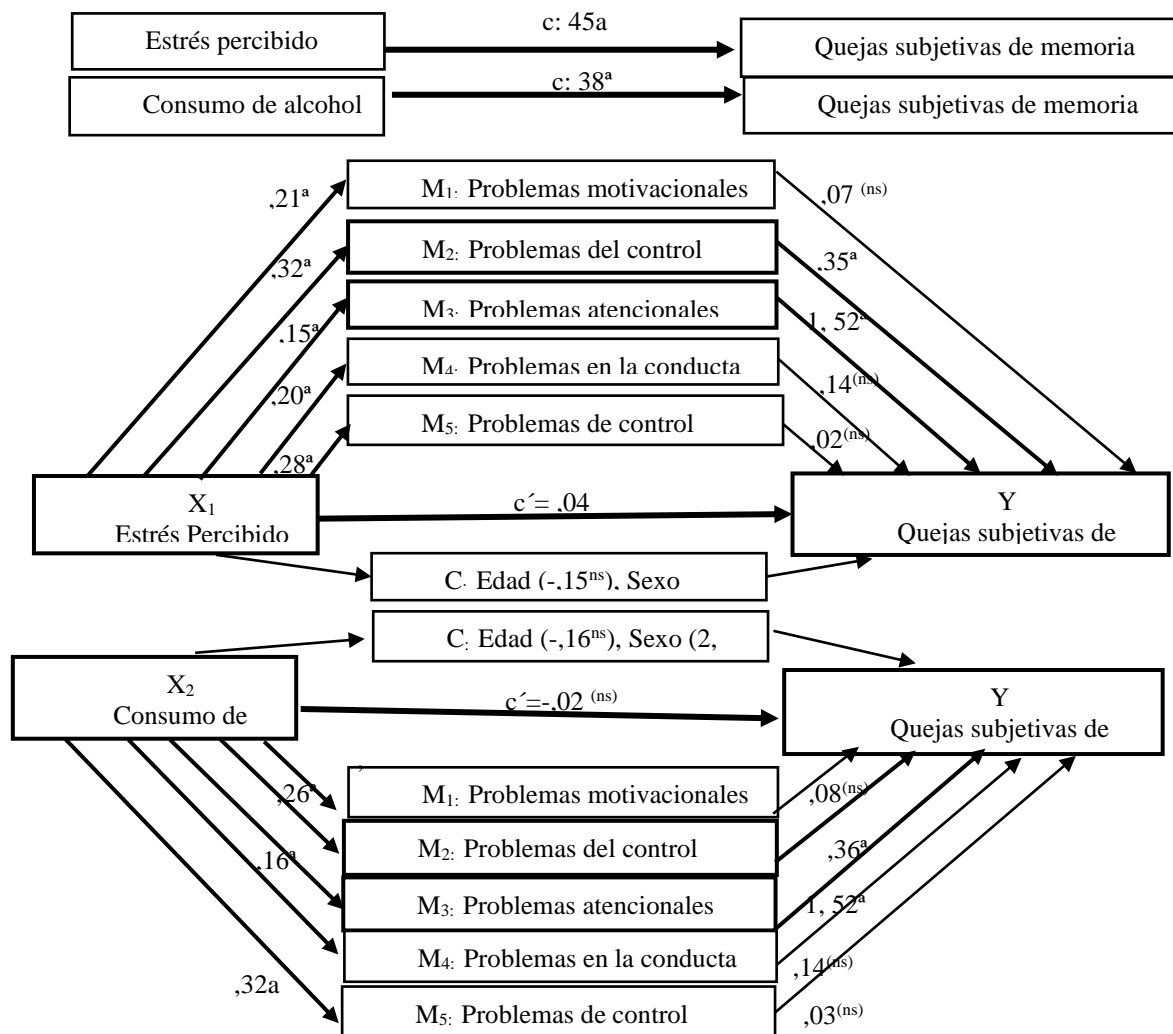 c: 45a
Estrés percibido
Quejas subjetivas de memoria
c: 38ª
Consumo de alcohol
Quejas subjetivas de memoria
M₁: Problemas motivacionales
,21ª
,07 (ns)
M₂: Problemas del control
,32ª
,35ª
M₃. Problemas atencionales
,15ª
1, 52ª
M₄. Problemas en la conducta
,20ª
,14(ns)
M₅: Problemas de control
,28ª
,02(ns)
X₁
Estrés Percibido
c´= ,04
Y
Quejas subjetivas de
C. Edad (-,15ns), Sexo
C: Edad (-,16ns), Sexo (2,
X₂
Consumo de
c´=-,02 (ns)
Y
Quejas subjetivas de
,
M₁: Problemas motivacionales
,26ª
,08(ns)
M₂: Problemas del control
,16ª
,36ª
M₃: Problemas atencionales
1, 52ª
M₄: Problemas en la conducta
,14(ns)
,32a
M₅: Problemas de control
,03(ns)